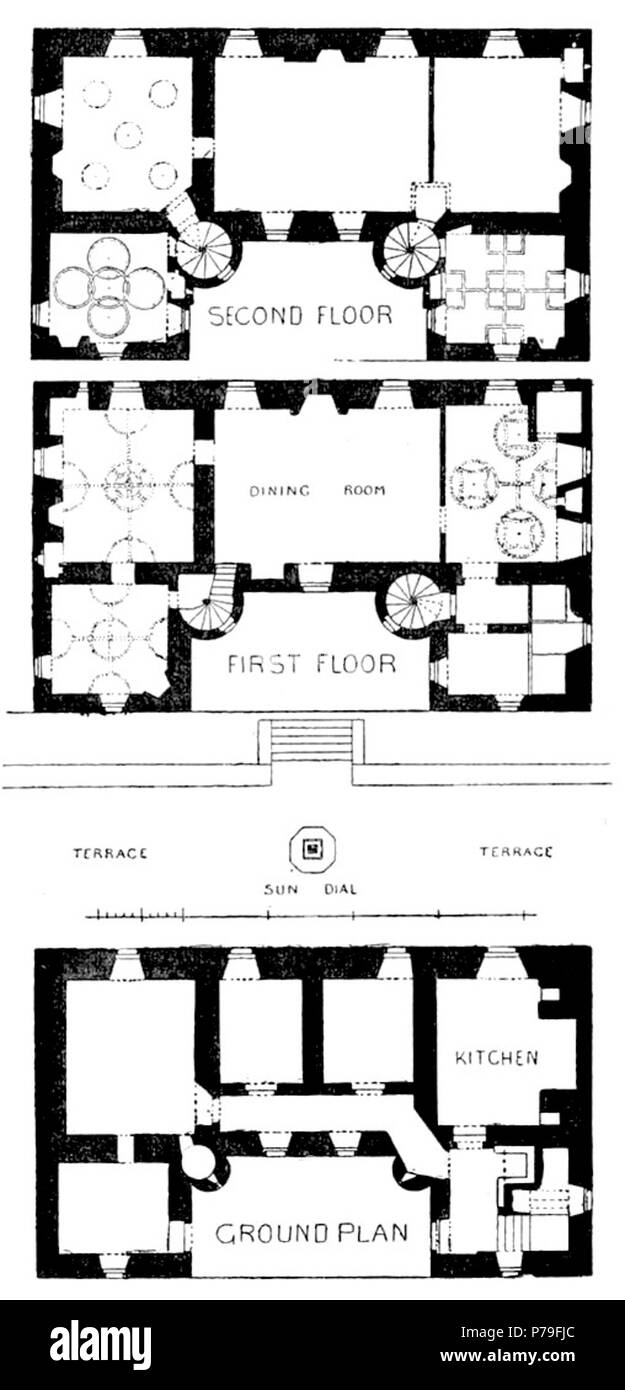 SECOND FLOOR
DINING ROOM
FIRST FLOOR
TERRACE
TERRACE
SUN DIAL
KITCHEN
GROUND PLAN
alamy
alamy
Image ID: P79FJC
www.alamy.com